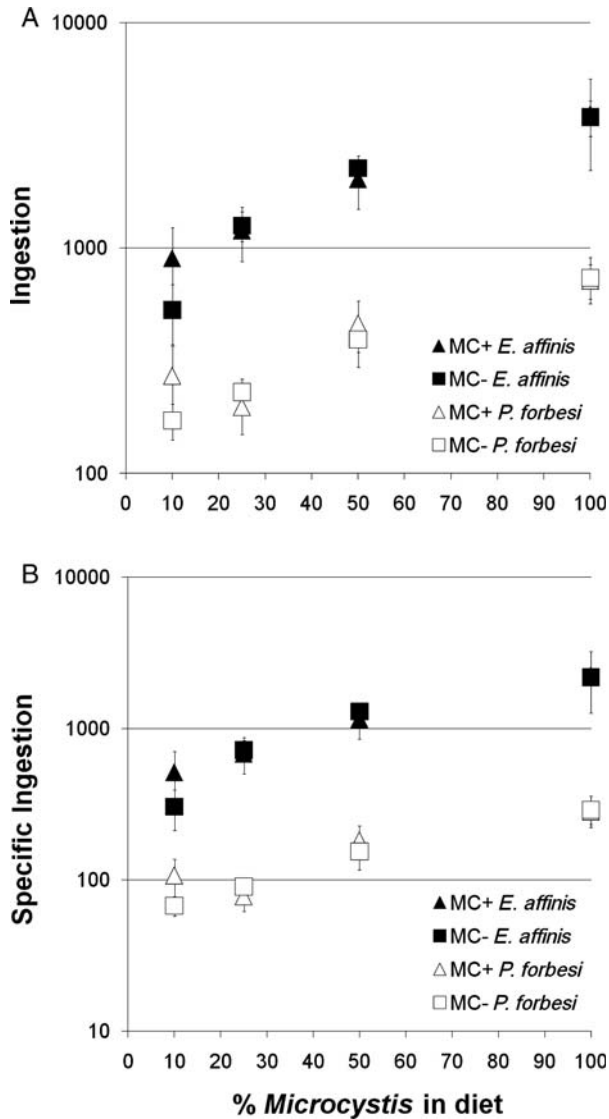 A
10000
1000
100
Ingestion
▲MC+ E. affinis
■MC- E. affinis
△MC+ P. forbesi
□MC- P. forbesi
0 10 20 30 40 50 60 70 80 90 100
B
10000
1000
100
10
Specific Ingestion
▲MC+ E. affinis
■MC- E. affinis
△MC+ P. forbesi
□MC- P. forbesi
0 10 20 30 40 50 60 70 80 90 100
% Microcystis in diet